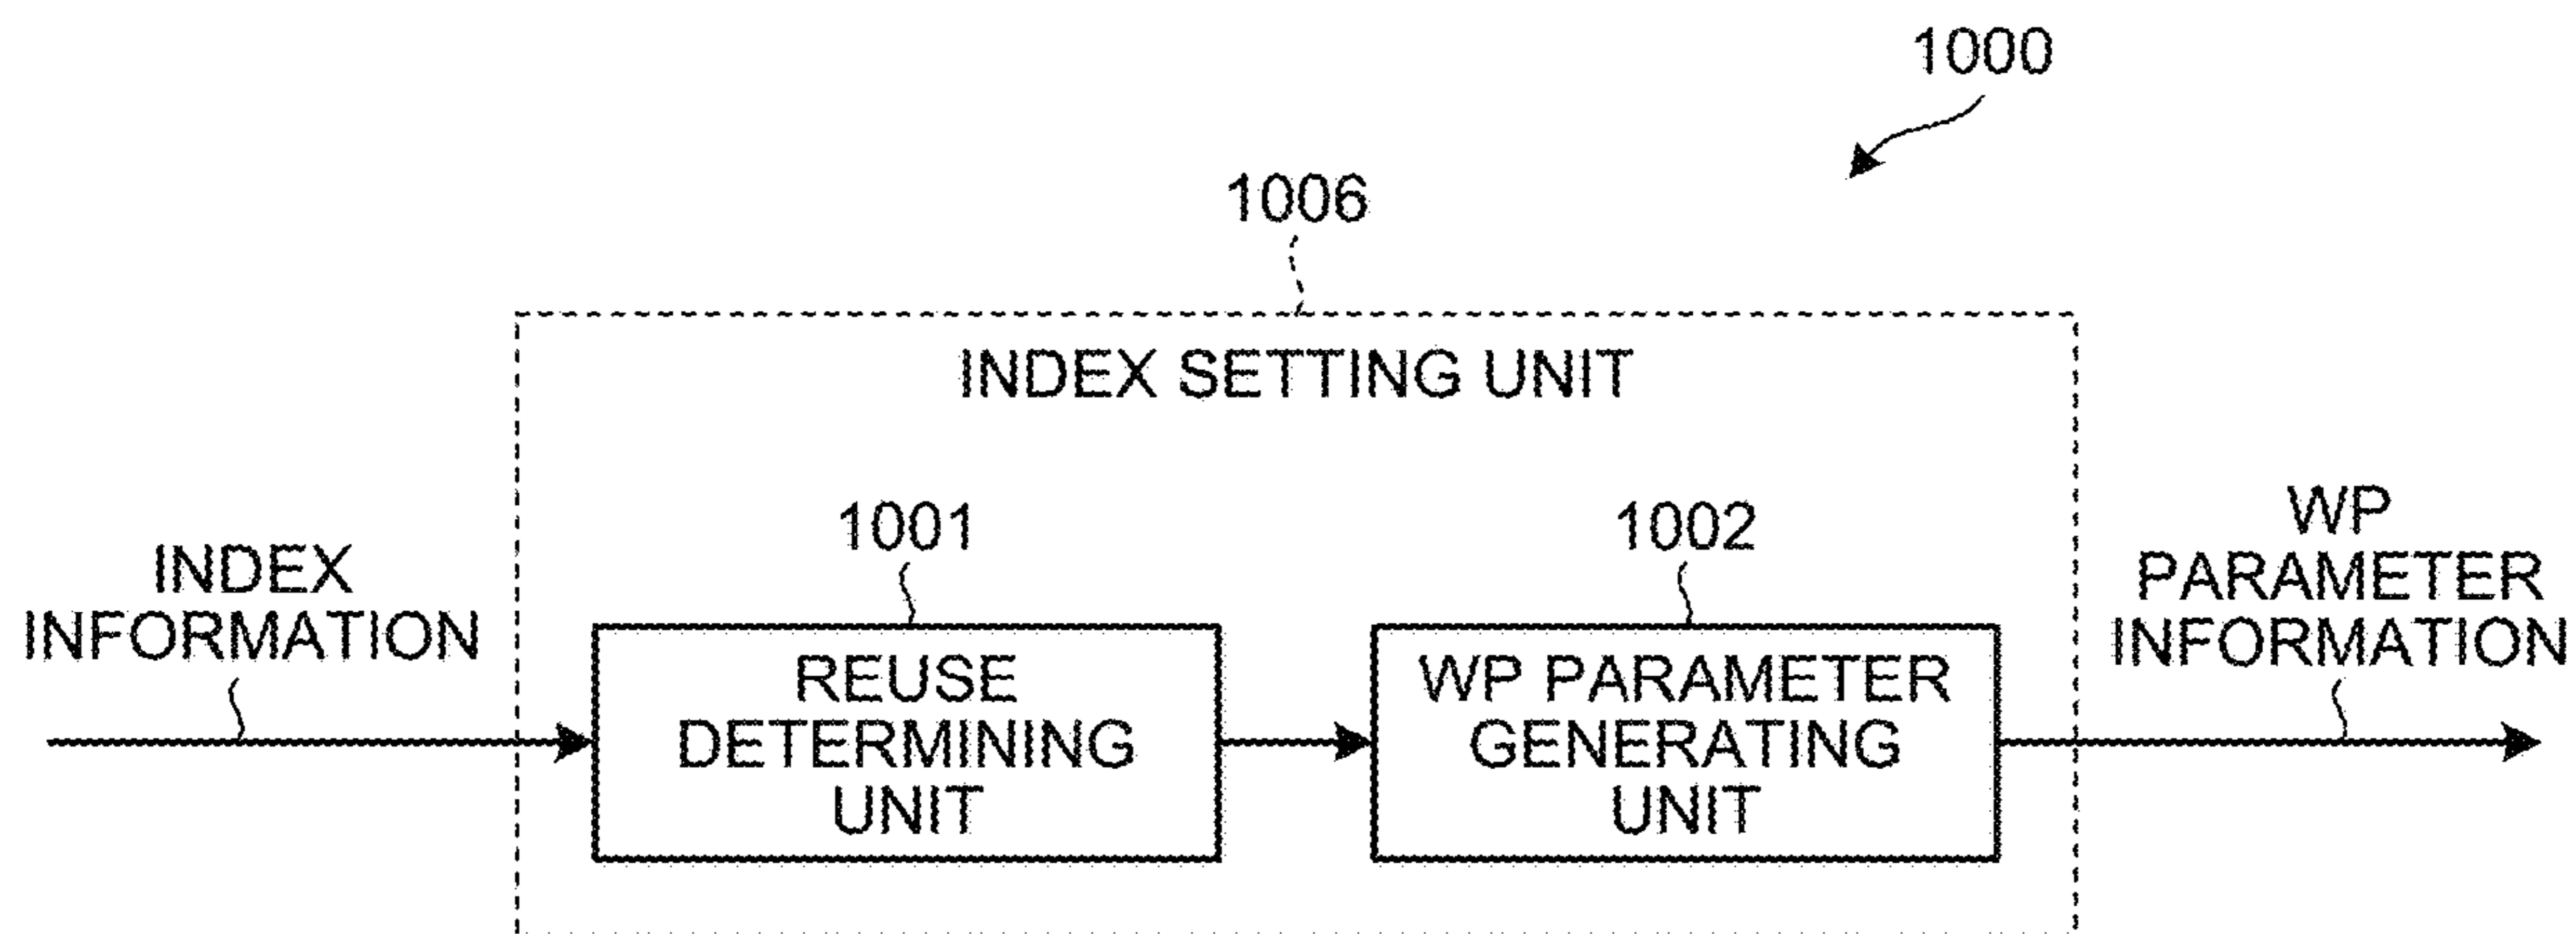 1000
1006
INDEX SETTING UNIT
1001
1002
INDEX
INFORMATION
REUSE
DETERMINING
UNIT
WP PARAMETER
GENERATING
UNIT
WP
PARAMETER
INFORMATION